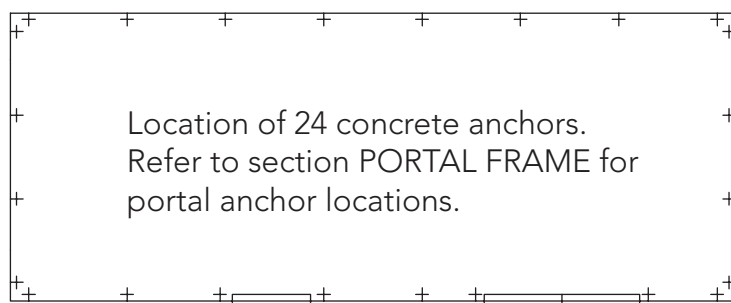 Location of 24 concrete anchors.
Refer to section PORTAL FRAME for
portal anchor locations.